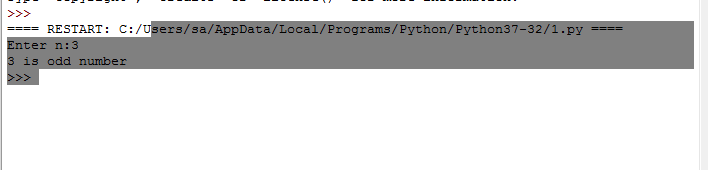 >>>
==== RESTART: C:/Users/sa/AppData/Local/Programs/Python/Python37-32/1.py ====
Enter n:3
3 is odd number
>>>